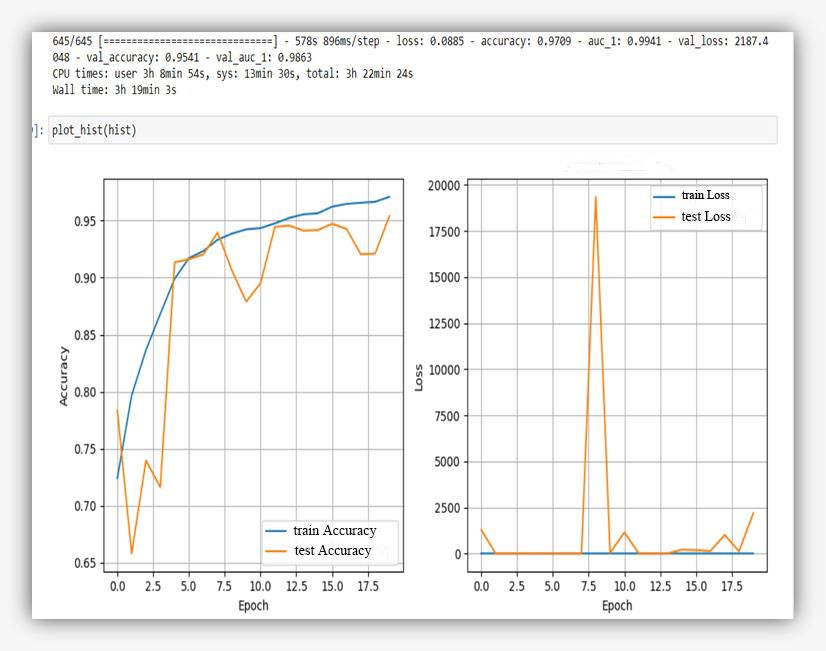 645/645 [==============================] - 578s 896ms/step - loss: 0.0885 - accuracy: 0.9709 - auc_1: 0.9941 - val_loss: 2187.4
048 - val_accuracy: 0.9541 - val_auc_1: 0.9863
CPU times: user 3h 8min 54s, sys: 13min 30s, total: 3h 22min 24s
Wall time: 3h 19min 3s
]: plot_hist(hist)
Accuracy
0.95
0.90
0.85
0.80
0.75
0.70
0.65
train Accuracy
test Accuracy
0.0 2.5 5.0 7.5 10.0 12.5 15.0 17.5
Epoch
Loss
20000
17500
15000
12500
10000
7500
5000
2500
0
train Loss
test Loss
0.0 2.5 5.0 7.5 10.0 12.5 15.0 17.5
Epoch